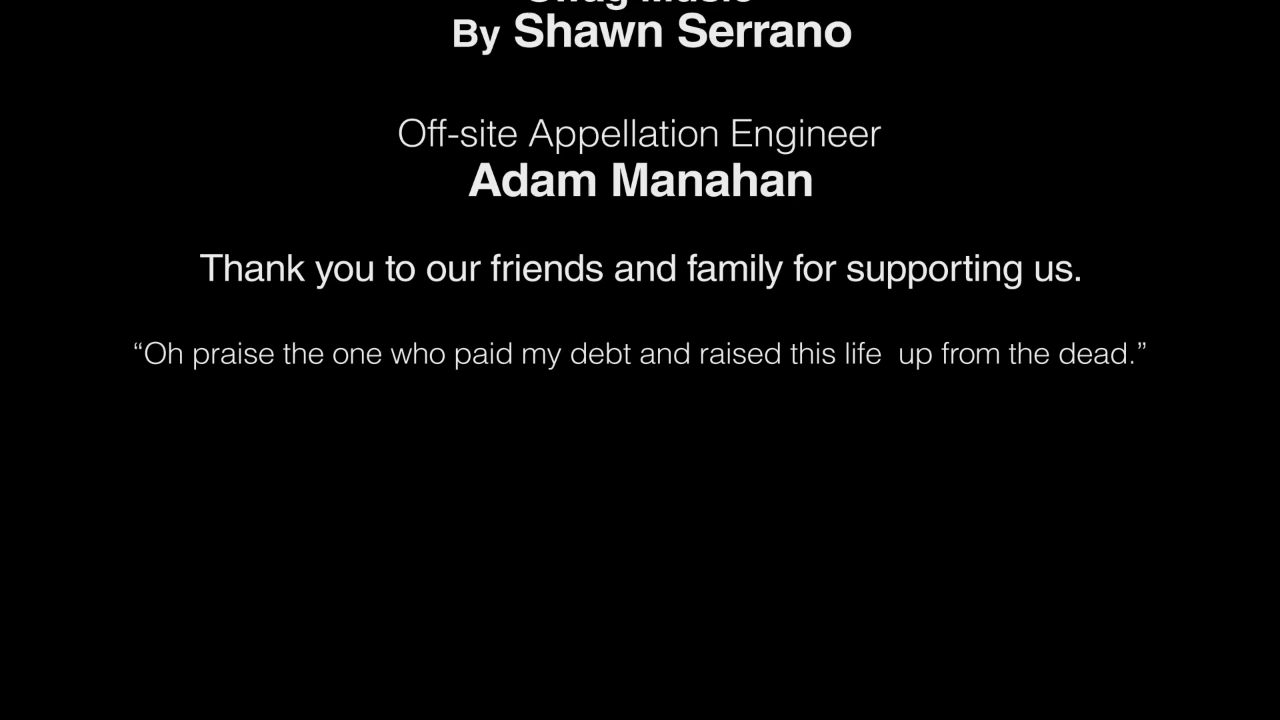 Music
By Shawn Serrano
Off-site Appellation Engineer
Adam Manahan
Thank you to our friends and family for supporting us.
“Oh praise the one who paid my debt and raised this life  up from the dead.”